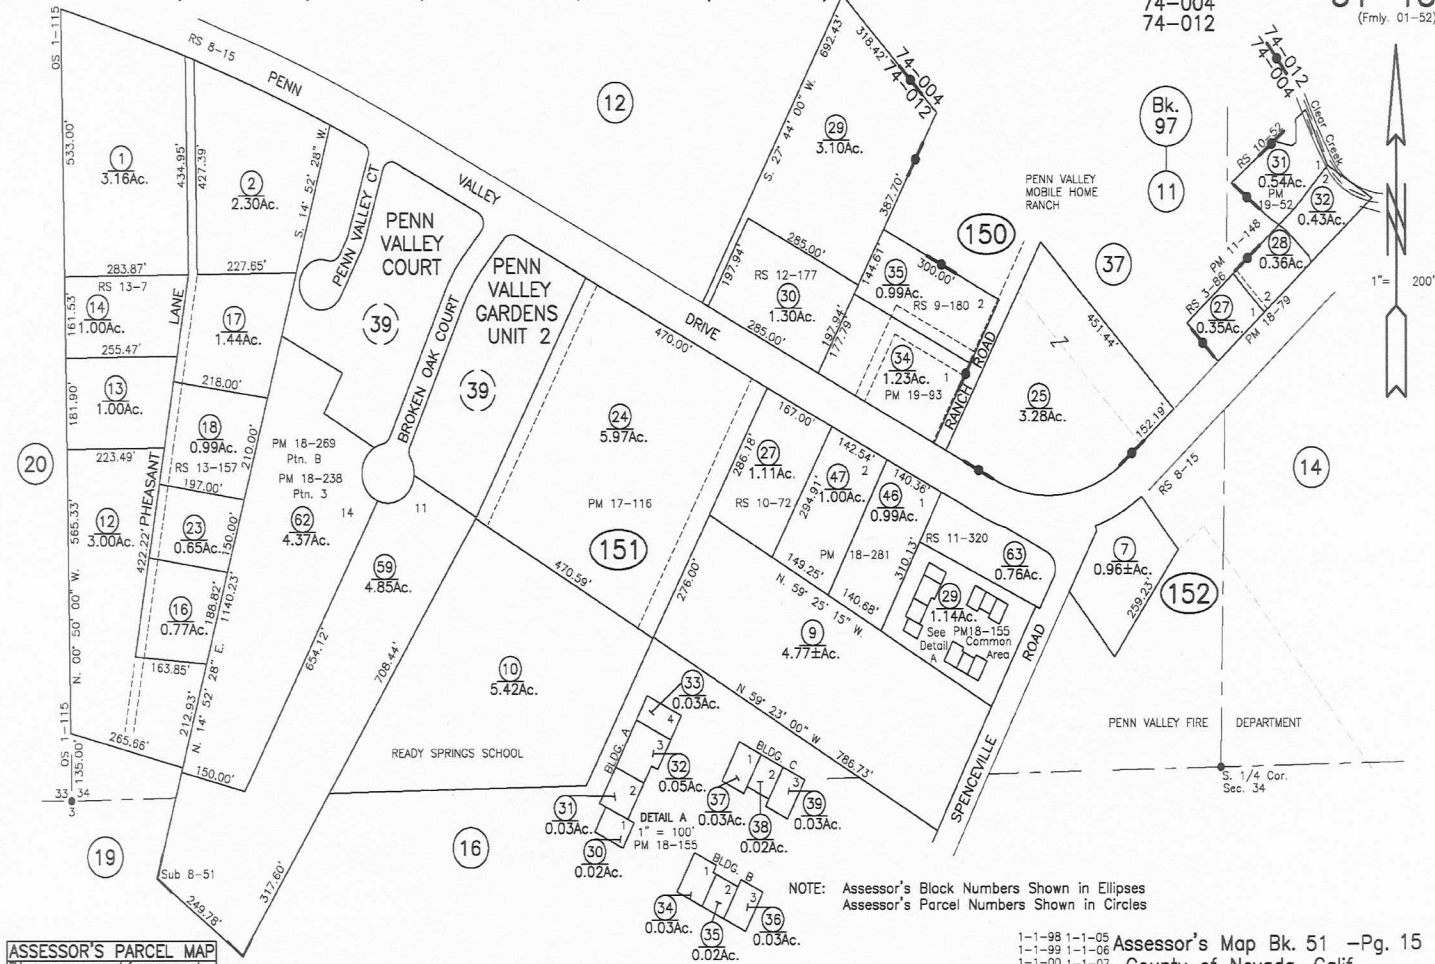 74-004
74-012
(Fmly. 01-52)
OS 1-115
RS 8-15
PENN
VALLEY
DRIVE
12
692.43'
318.42'
74-004
74-012
S. 27° 44' 00" W.
29
3.10Ac.
387.70'
Bk.
97
11
74-012
74-004
Clear Creek
RS 10-52
31
0.54Ac.
PM
19-52
1
2
32
0.43Ac.
PM 11-148
28
0.36Ac.
RS 3-86
27
0.35Ac.
1
2
PM 18-79
1"= 200'
533.00'
1
3.16Ac.
434.95'
427.39'
2
2.30Ac.
S. 14° 52' 28" W.
PENN VALLEY CT
PENN
VALLEY
COURT
39
PENN
VALLEY
GARDENS
UNIT 2
39
BROKEN OAK COURT
PENN VALLEY
MOBILE HOME
RANCH
150
37
283.87'
227.65'
RS 13-7
14
1.00Ac.
161.53'
LANE
17
1.44Ac.
255.47'
218.00'
13
1.00Ac.
181.90'
18
0.99Ac.
210.00'
RS 13-157
197.00'
223.49'
PHEASANT
20
12
3.00Ac.
565.33'
422.22'
23
0.65Ac.
150.00'
16
0.77Ac.
188.82'
1140.23'
163.85'
N. 00° 50' 00" W.
212.93'
N. 14° 52' 28" E.
265.66'
150.00'
OS 1-115
135.00'
33 34
3
PM 18-269
Ptn. B
PM 18-238
Ptn. 3
14
11
62
4.37Ac.
59
4.85Ac.
654.12'
708.44'
197.94'
285.00'
RS 12-177
30
1.30Ac.
285.00'
144.61'
35
0.99Ac.
300.00'
RS 9-180
2
197.94'
177.79
34
1.23Ac.
1
PM 19-93
RANCH ROAD
451.44'
25
3.28Ac.
152.19'
RS 8-15
14
470.00'
24
5.97Ac.
PM 17-116
151
470.59'
276.00'
167.00'
286.18'
27
1.11Ac.
RS 10-72
294.91'
142.54'
47
2
1.00Ac.
140.36'
46
0.99Ac.
1
149.25'
PM 18-281
140.68'
310.13'
RS 11-320
63
0.76Ac.
N. 59° 25' 15" W.
29
1.14Ac.
PM18-155
See
Detail
A
Common
Area
9
4.77±Ac.
7
0.96±Ac.
259.23'
152
ROAD
SPENCEVILLE
PENN VALLEY FIRE DEPARTMENT
S. 1/4 Cor.
Sec. 34
10
5.42Ac.
READY SPRINGS SCHOOL
N 59° 23' 00" W
786.73'
33
0.03Ac.
4
BLDG. A
3
32
0.05Ac.
2
31
0.03Ac.
1
30
0.02Ac.
DETAIL A
1" = 100'
PM 18-155
BLDG. C
1
2
3
37
0.03Ac.
38
0.02Ac.
39
0.03Ac.
BLDG. B
1
2
3
34
0.03Ac.
35
0.02Ac.
36
0.03Ac.
19
16
Sub 8-51
249.78'
317.60'
NOTE: Assessor's Block Numbers Shown in Ellipses
Assessor's Parcel Numbers Shown in Circles
ASSESSOR'S PARCEL MAP
1-1-98 1-1-05
1-1-99 1-1-06
Assessor's Map Bk. 51 -Pg. 15
County of Nevada, Calif.